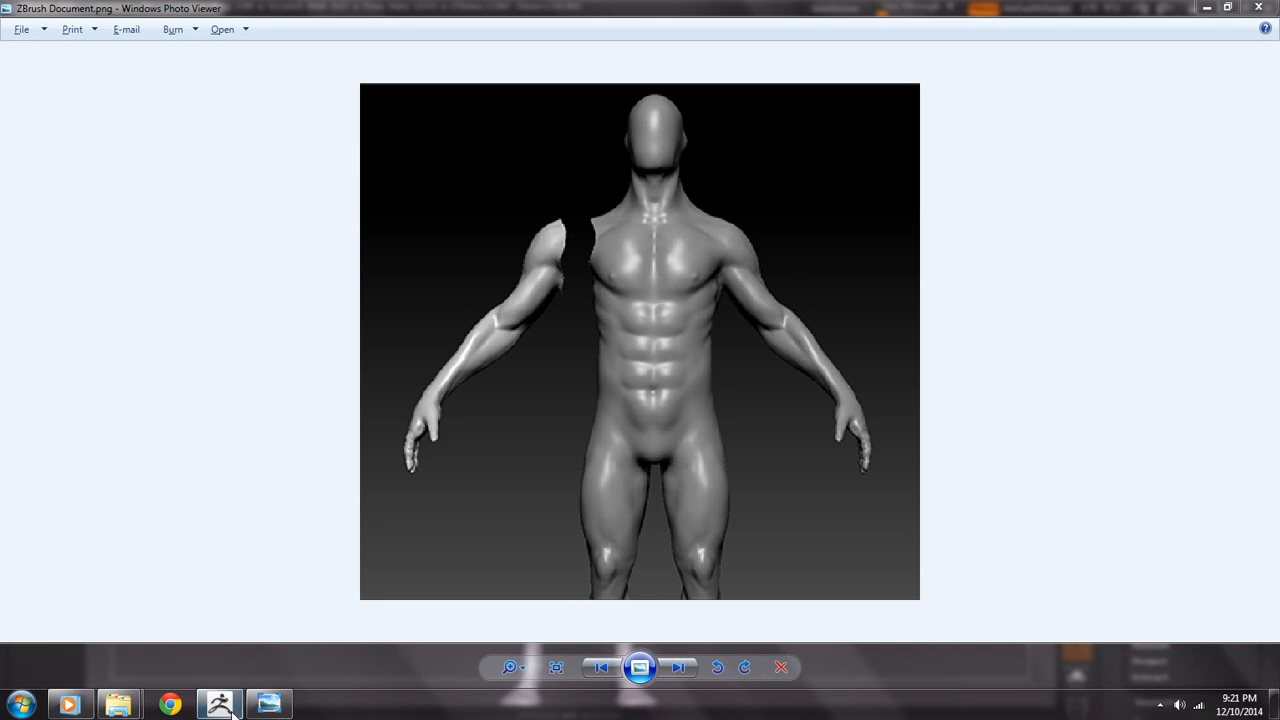 ZBrush Document.png - Windows Photo Viewer
File Print E-mail Burn Open
9:21 PM
12/10/2014